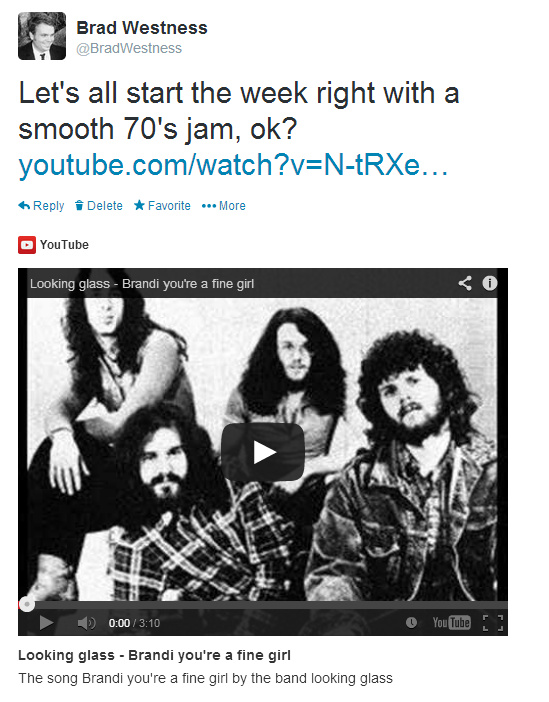 Brad Westness
@BradWestness
Let's all start the week right with a
smooth 70's jam, ok?
youtube.com/watch?v=N-tRXe…
Reply Delete Favorite More
YouTube
Looking glass - Brandi you're a fine girl
0:00 / 3:10 YouTube
Looking glass - Brandi you're a fine girl
The song Brandi you're a fine girl by the band looking glass